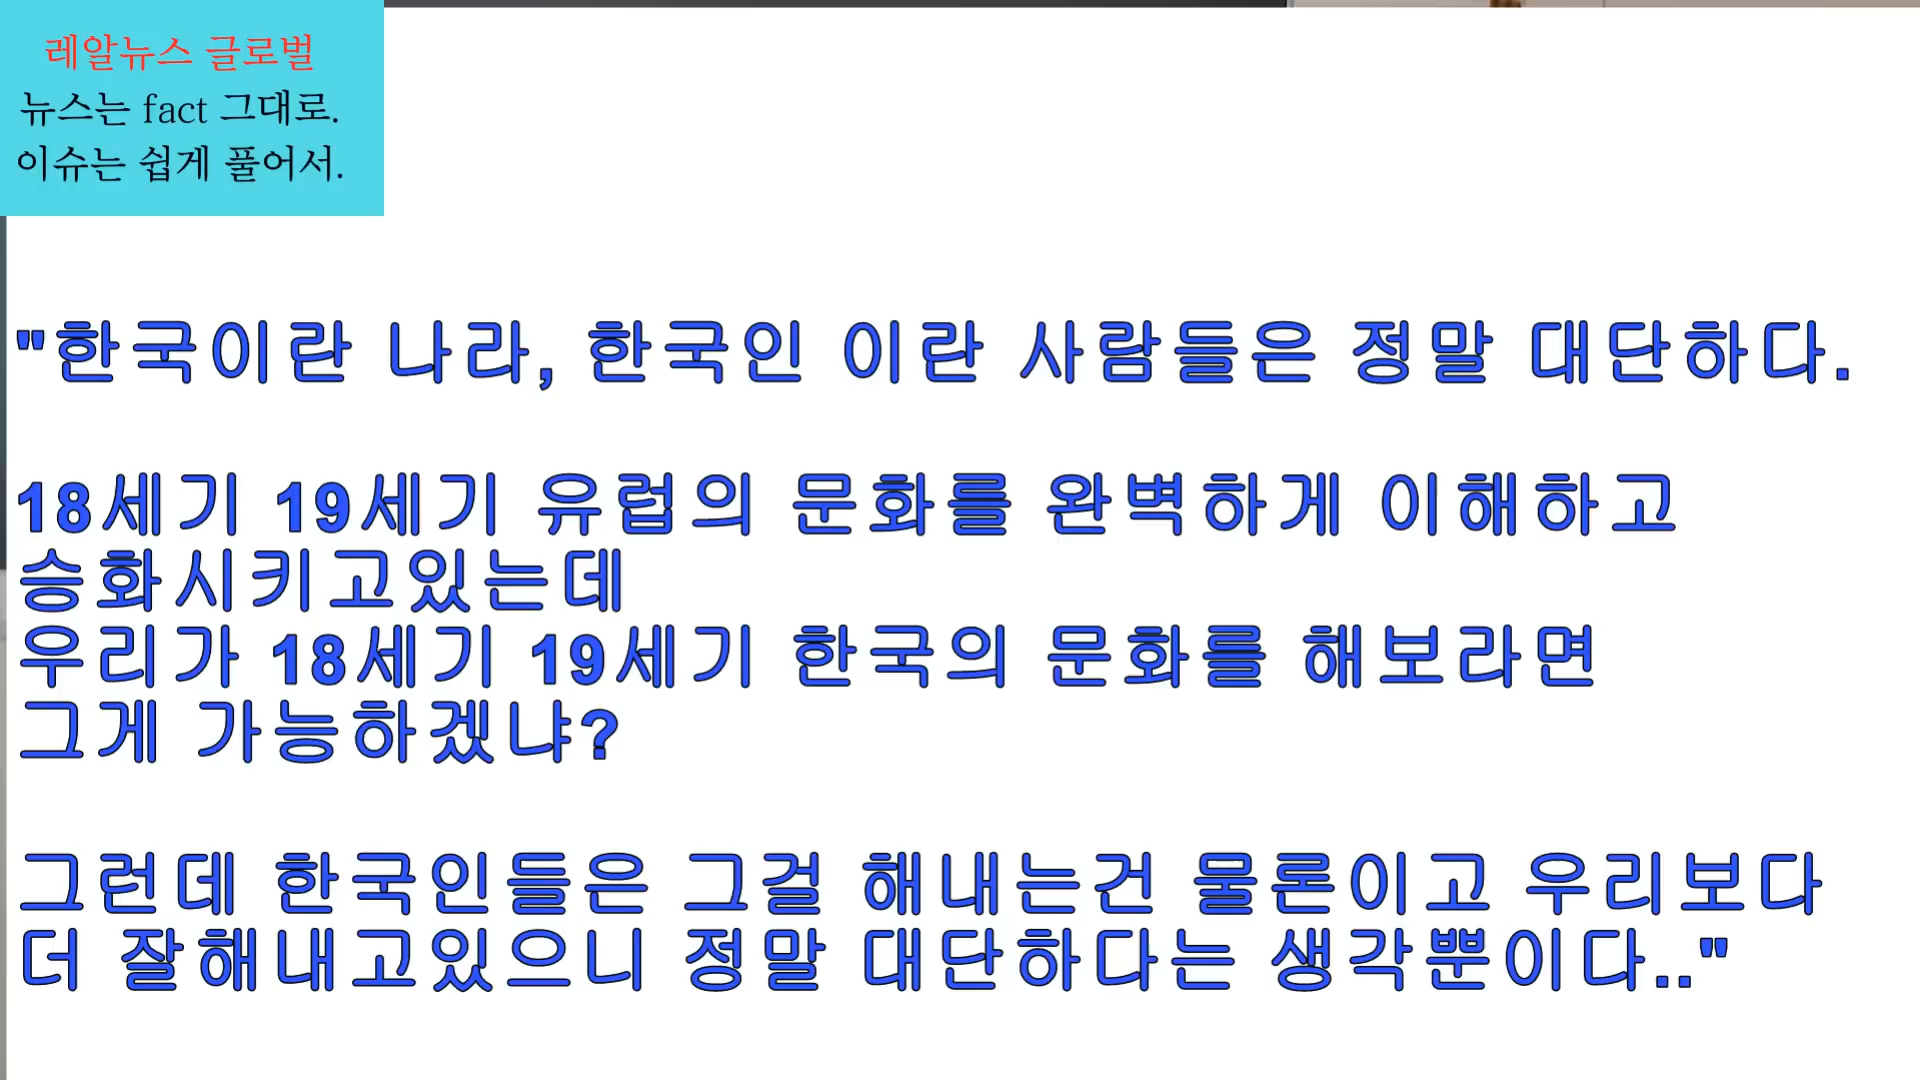 레알뉴스 글로벌
뉴스는 fact 그대로.
이슈는 쉽게 풀어서.
"한국이란 나라, 한국인 이란 사람들은 정말 대단하다.
18세기 19세기 유럽의 문화를 완벽하게 이해하고
승화시키고있는데
우리가 18세기 19세기 한국의 문화를 해보라면
그게 가능하겠냐?
그런데 한국인들은 그걸 해내는건 물론이고 우리보다
더 잘해내고있으니 정말 대단하다는 생각뿐이다.."